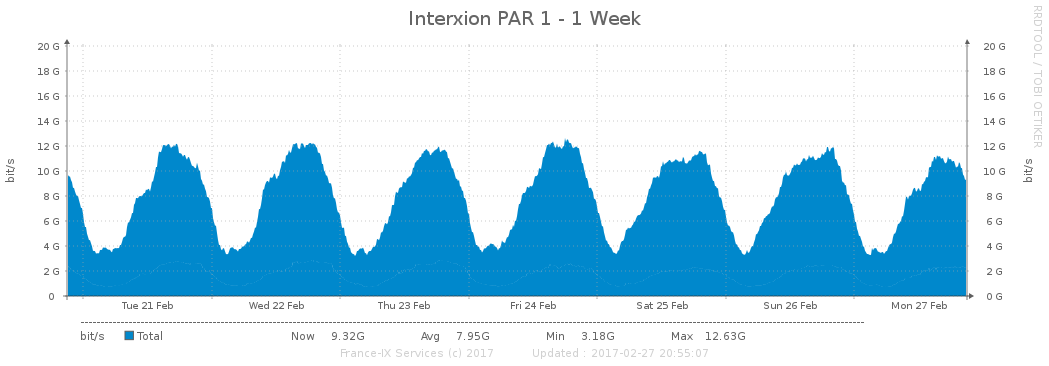 Interxion PAR 1 - 1 Week
RRDTOOL / TOBI OETIKER
20 G 20 G
18 G 18 G
16 G 16 G
14 G 14 G
12 G 12 G
10 G 10 G
8 G 8 G
6 G 6 G
4 G 4 G
2 G 2 G
0 0 G
bit/s bit/s
Tue 21 Feb Wed 22 Feb Thu 23 Feb Fri 24 Feb Sat 25 Feb Sun 26 Feb Mon 27 Feb
bit/s Total Now 9.32G Avg 7.95G Min 3.18G Max 12.63G
France-IX Services (c) 2017 Updated : 2017-02-27 20:55:07